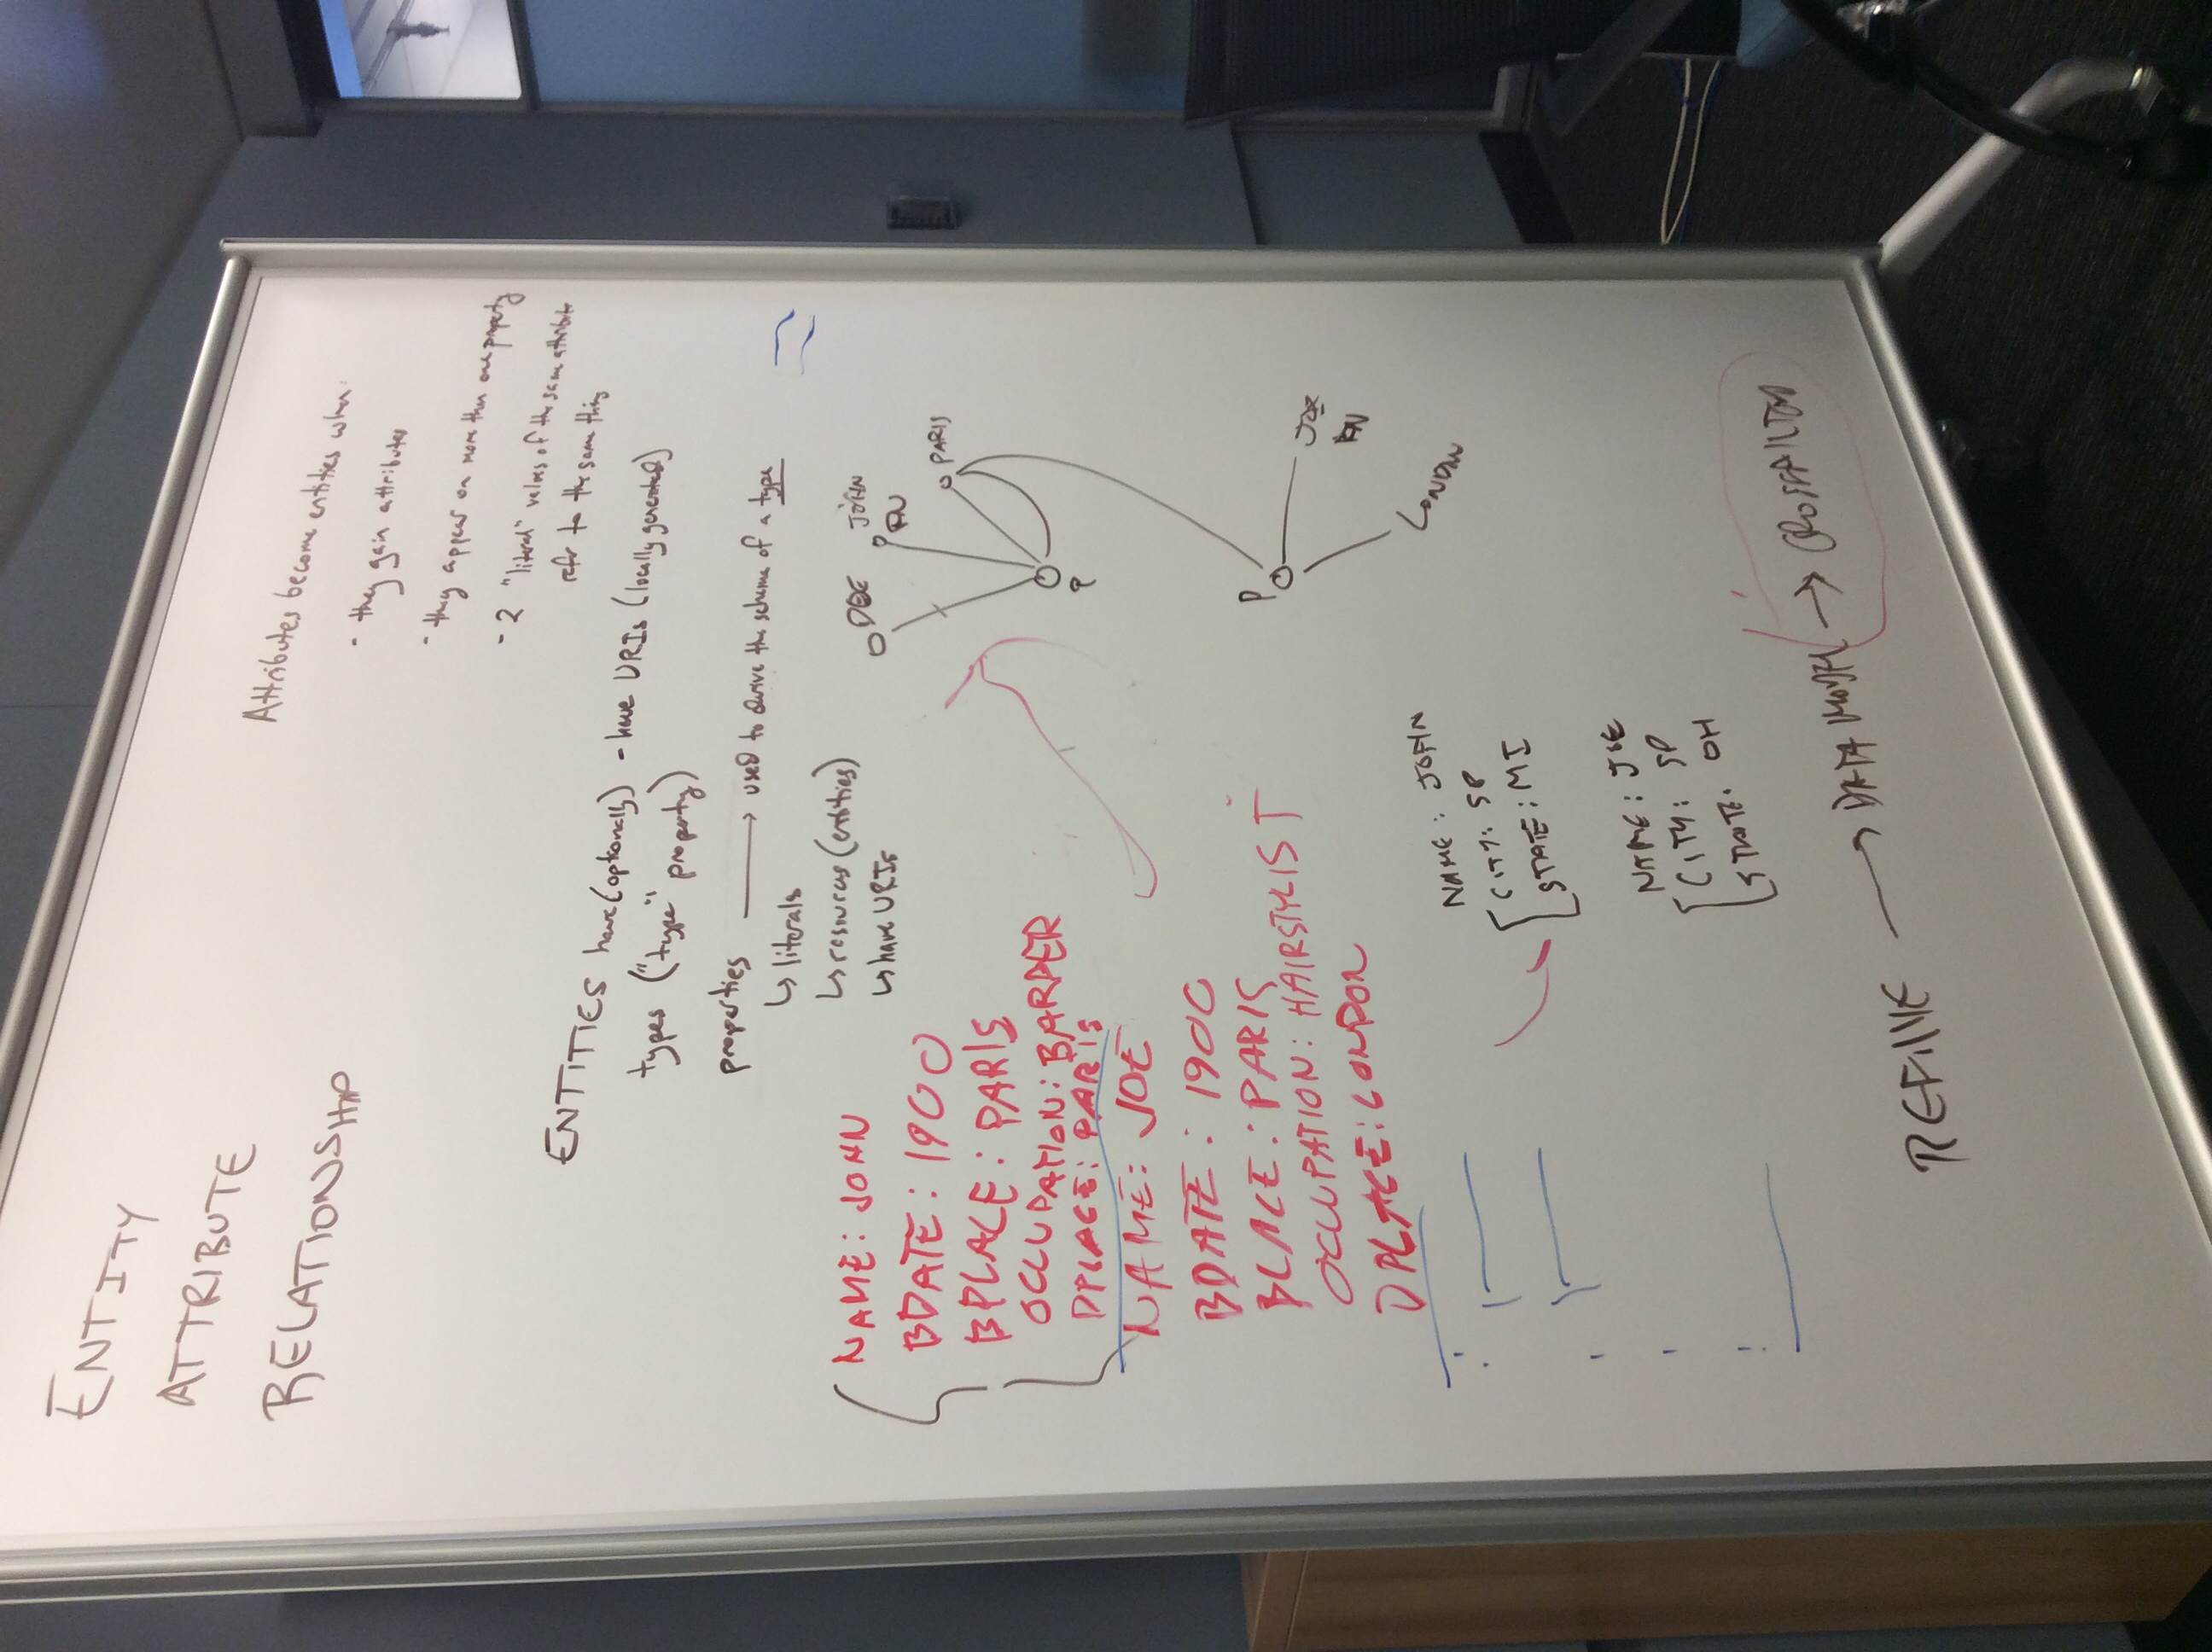 ENTITY
ATTRIBUTE
RELATIONSHIP
Attributes become entities when:
- they gain attributes
- they appear on more than one property
- 2 "literal" values of the same attribute
refer to the same thing
ENTITIES have (optionally) - have URIs (locally generated)
types ("type" property)
properties → used to derive the schema of a type
↳ literals
↳ resources (entities)
↳ have URIs
NAME: JOHN
BDATE: 1900
BPLACE: PARIS
OCCUPATION: BARBER
DPLACE: PARIS
NAME: JOE
BDATE: 1900
BLACE: PARIS
OCCUPATION: HAIRSTYLIST
DPLACE: LONDON
DOE
JOHN
PARIS
P
P
JOE
LONDON
NAME: JOHN
CITY: SP
STATE: MI
NAME: JOE
CITY: SP
STATE: OH
REFINE → DATA MODEL →